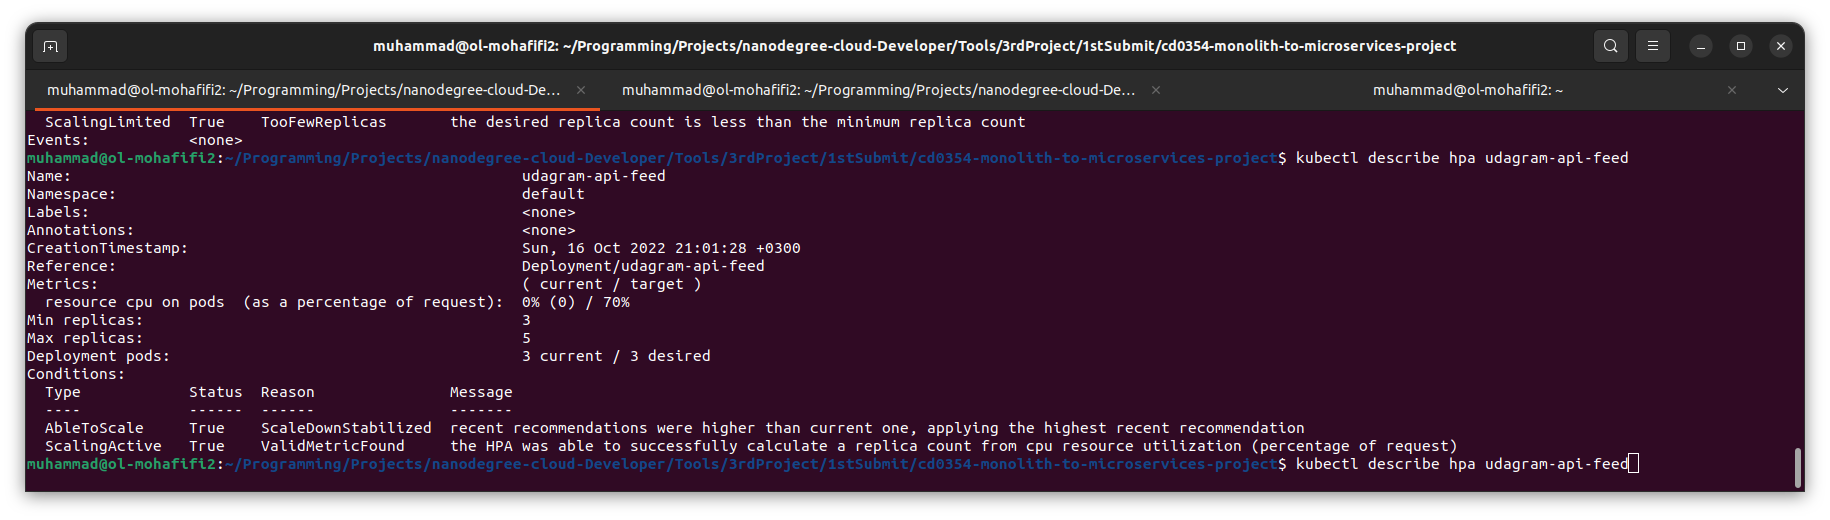 muhammad@ol-mohafifi2: ~/Programming/Projects/nanodegree-cloud-Developer/Tools/3rdProject/1stSubmit/cd0354-monolith-to-microservices-project
muhammad@ol-mohafifi2: ~/Programming/Projects/nanodegree-cloud-De... muhammad@ol-mohafifi2: ~/Programming/Projects/nanodegree-cloud-De... muhammad@ol-mohafifi2: ~
ScalingLimited True TooFewReplicas the desired replica count is less than the minimum replica count
Events: <none>
muhammad@ol-mohafifi2:~/Programming/Projects/nanodegree-cloud-Developer/Tools/3rdProject/1stSubmit/cd0354-monolith-to-microservices-project$ kubectl describe hpa udagram-api-feed
Name: udagram-api-feed
Namespace: default
Labels: <none>
Annotations: <none>
CreationTimestamp: Sun, 16 Oct 2022 21:01:28 +0300
Reference: Deployment/udagram-api-feed
Metrics: ( current / target )
resource cpu on pods (as a percentage of request): 0% (0) / 70%
Min replicas: 3
Max replicas: 5
Deployment pods: 3 current / 3 desired
Conditions:
Type Status Reason Message
---- ------ ------ -------
AbleToScale True ScaleDownStabilized recent recommendations were higher than current one, applying the highest recent recommendation
ScalingActive True ValidMetricFound the HPA was able to successfully calculate a replica count from cpu resource utilization (percentage of request)
muhammad@ol-mohafifi2:~/Programming/Projects/nanodegree-cloud-Developer/Tools/3rdProject/1stSubmit/cd0354-monolith-to-microservices-project$ kubectl describe hpa udagram-api-feed